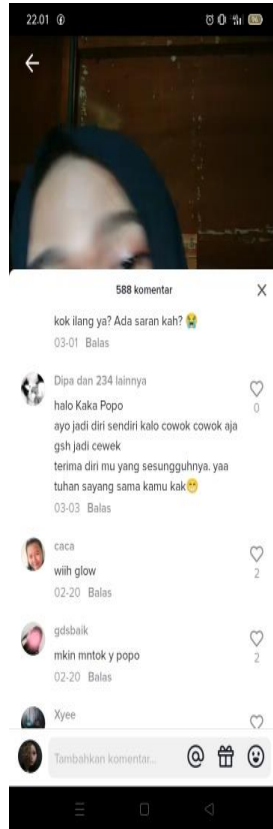 22.01
588 komentar
kok ilang ya? Ada saran kah? 😭
03-01 Balas
Dipa dan 234 lainnya
halo Kaka Popo
ayo jadi diri sendiri kalo cowok cowok aja
gsh jadi cewek
terima diri mu yang sesungguhnya. yaa
tuhan sayang sama kamu kak😁
0
03-03 Balas
caca
wiih glow
2
02-20 Balas
gdsbaik
mkin mntok y popo
2
02-20 Balas
Xyee
Tambahkan komentar...